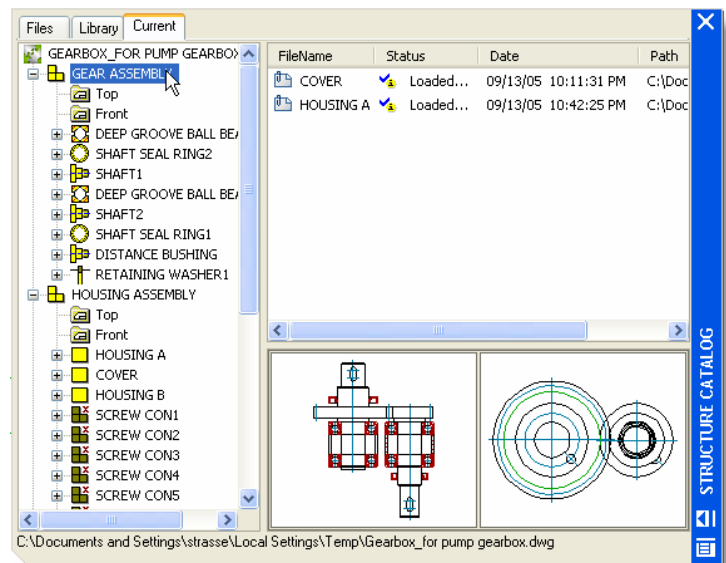 Files Library Current
GEARBOX_FOR PUMP GEARBOX
GEAR ASSEMBLY
Top
Front
DEEP GROOVE BALL BEA
SHAFT SEAL RING2
SHAFT1
DEEP GROOVE BALL BEA
SHAFT2
SHAFT SEAL RING1
DISTANCE BUSHING
RETAINING WASHER1
HOUSING ASSEMBLY
Top
Front
HOUSING A
COVER
HOUSING B
SCREW CON1
SCREW CON2
SCREW CON3
SCREW CON4
SCREW CON5
FileName Status Date Path
COVER Loaded... 09/13/05 10:11:31 PM C:\Doc
HOUSING A Loaded... 09/13/05 10:42:25 PM C:\Doc
STRUCTURE CATALOG
C:\Documents and Settings\strasse\Local Settings\Temp\Gearbox_for pump gearbox.dwg